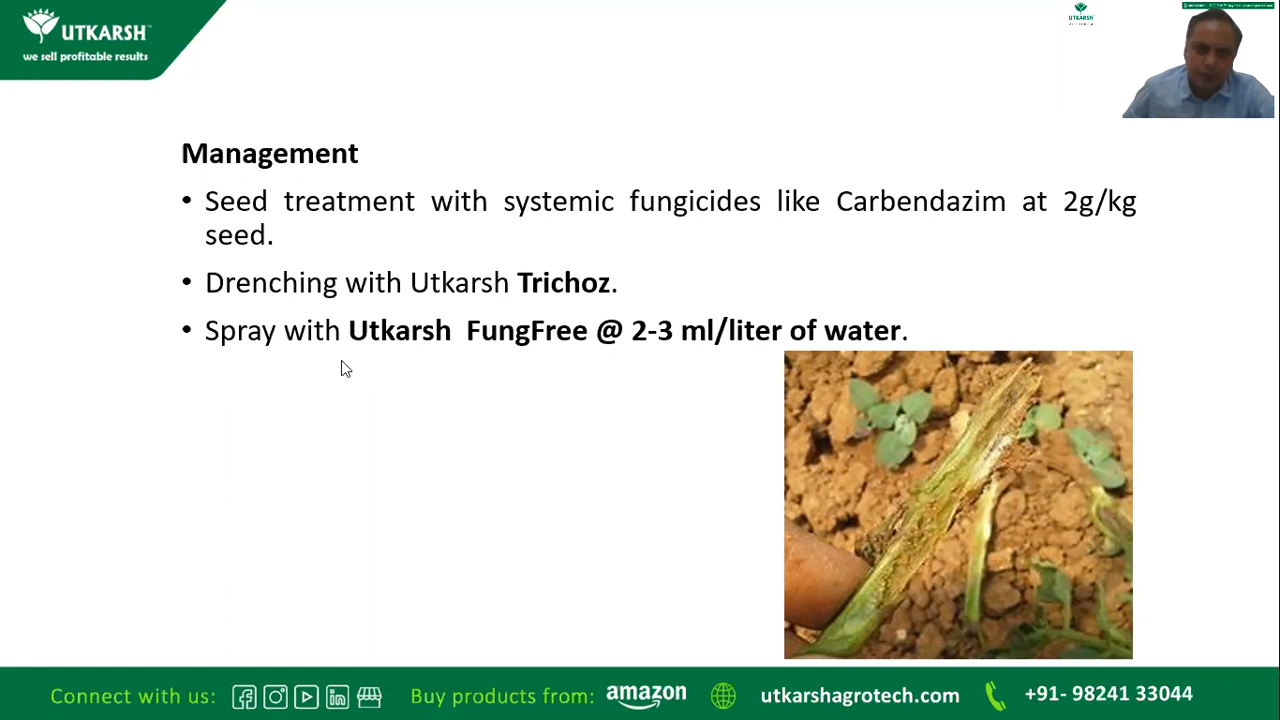 UTKARSH™
we sell profitable results
UTKARSH
Management
• Seed treatment with systemic fungicides like Carbendazim at 2g/kg
seed.
• Drenching with Utkarsh Trichoz.
• Spray with Utkarsh FungFree @ 2-3 ml/liter of water.
Connect with us:
Buy products from: amazon
utkarshagrotech.com
+91- 98241 33044